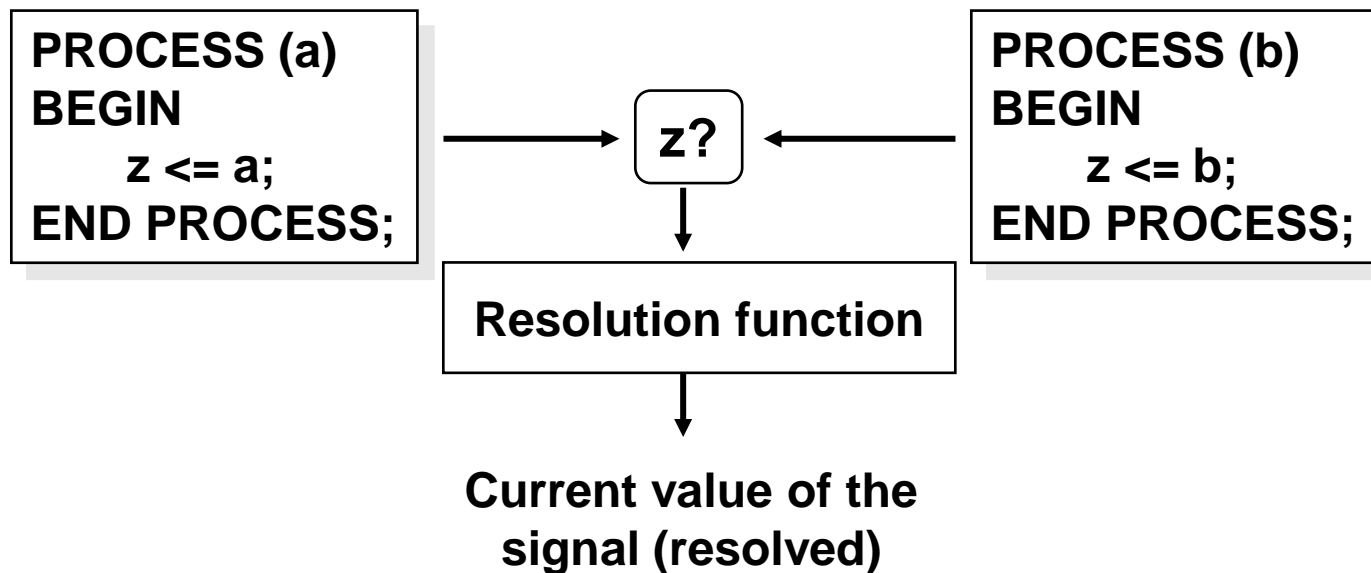 PROCESS (a)
BEGIN
z <= a;
END PROCESS;
z?
PROCESS (b)
BEGIN
z <= b;
END PROCESS;
Resolution function
Current value of the
signal (resolved)